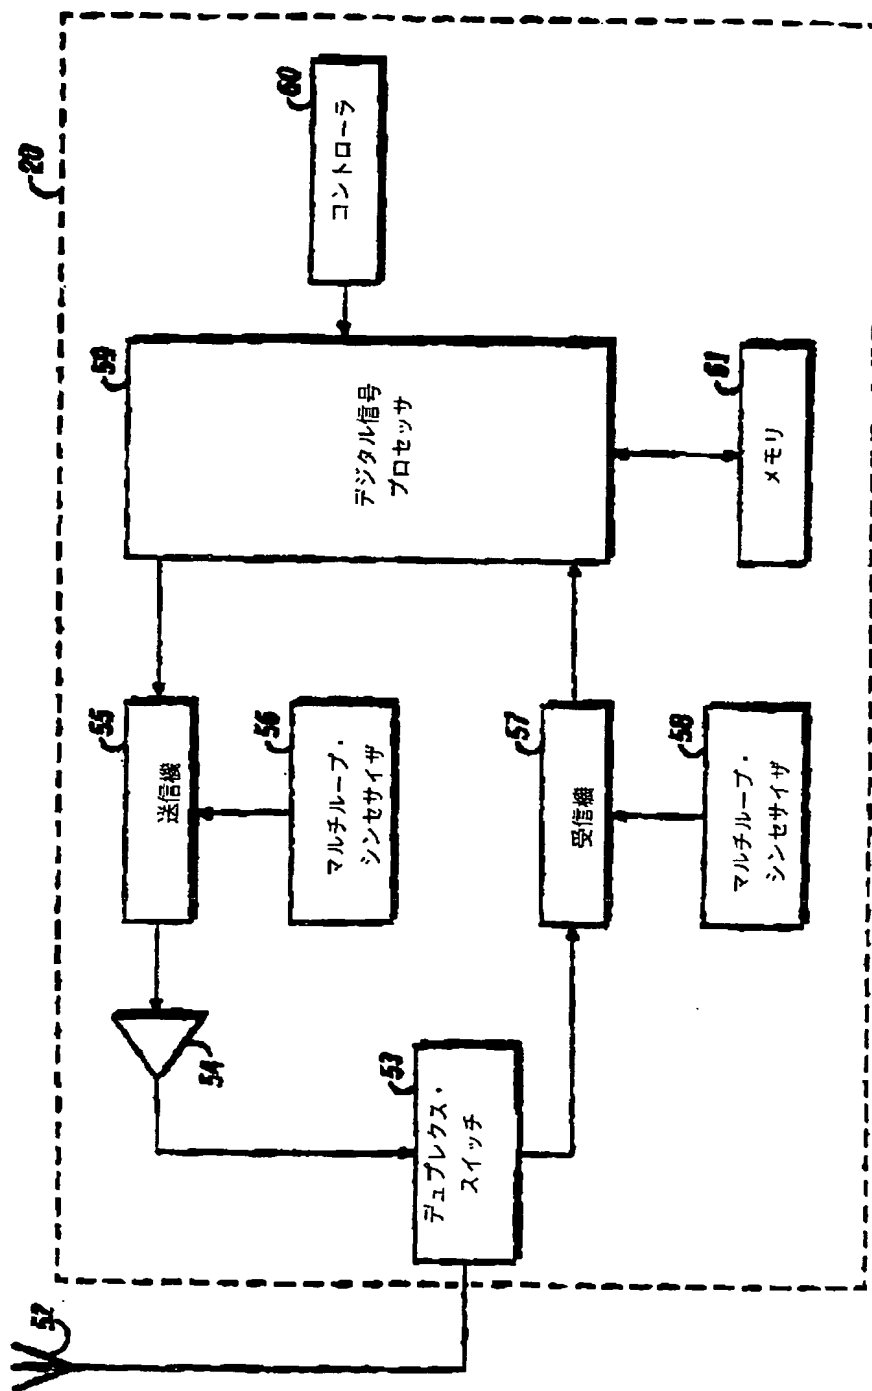 52
20
54
55
送信機
59
デジタル信号
プロセッサ
56
マルチループ・
シンセサイザ
60
コントローラ
53
デュプレクス・
スイッチ
57
受信機
58
マルチループ・
シンセサイザ
61
メモリ